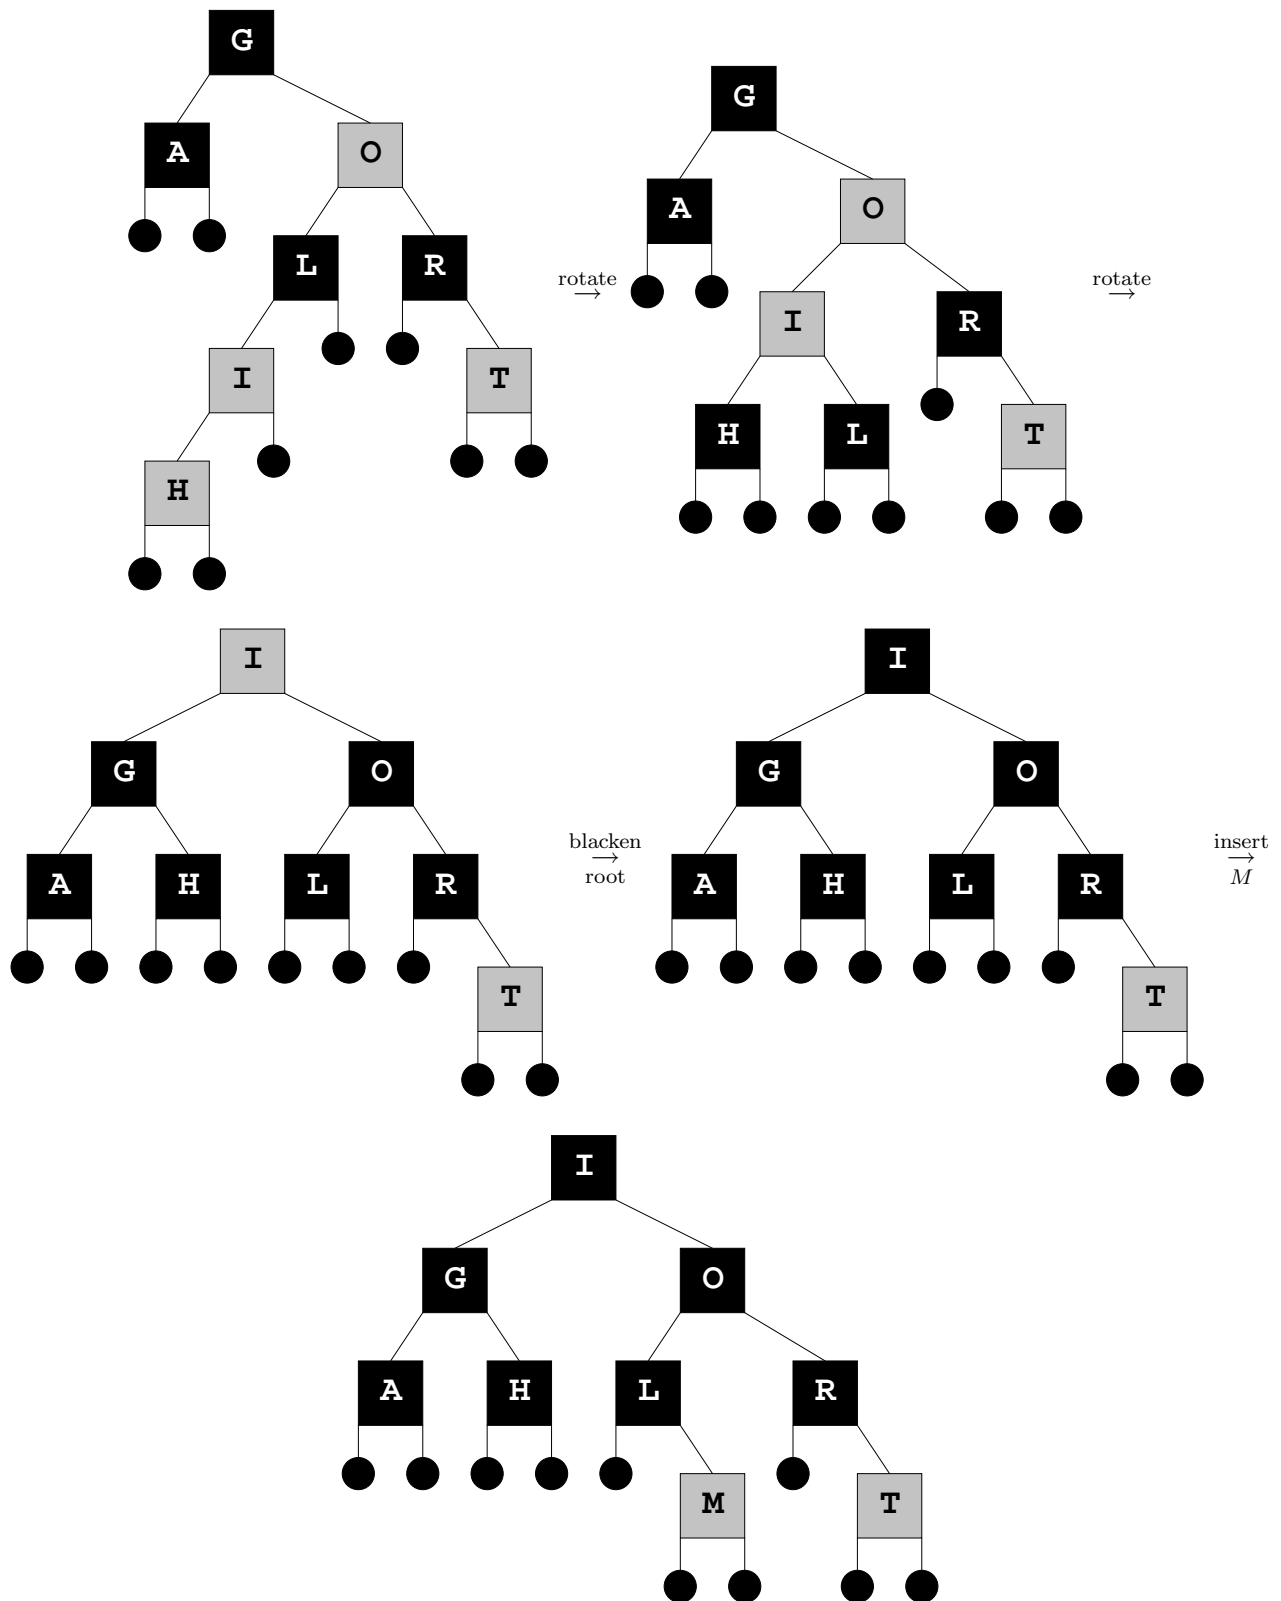 G
G
A O
A O
L R
rotate
→
rotate
→
I R
I T
H L T
H
I
I
G O
G O
blacken
→
root
insert
→
M
A H L R
A H L R
T
T
I
G O
A H L R
M T